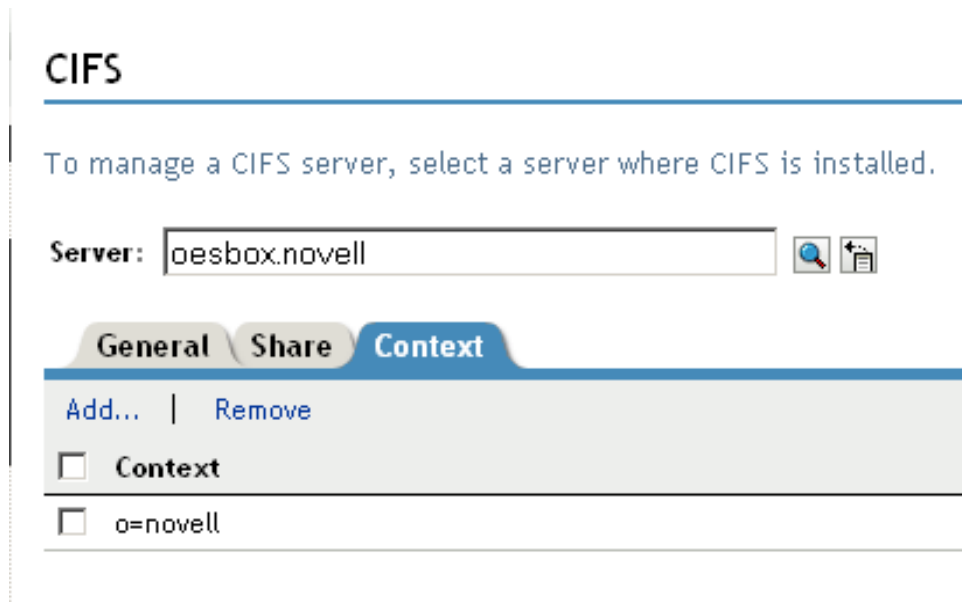 CIFS
To manage a CIFS server, select a server where CIFS is installed.
Server: oesbox.novell
General Share Context
Add... | Remove
Context
o=novell